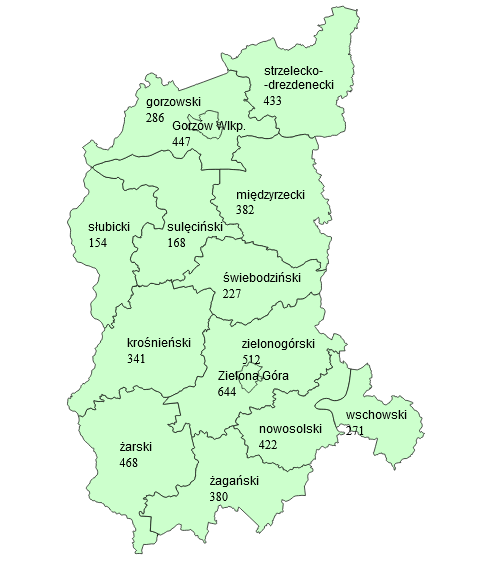 strzelecko-
-drezdenecki
433
gorzowski
286
Gorzów Wlkp.
447
międzyrzecki
382
słubicki
154
sulęciński
168
świebodziński
227
krośnieński
341
zielonogórski
512
Zielona Góra
644
wschowski
271
nowosolski
422
żarski
468
żagański
380